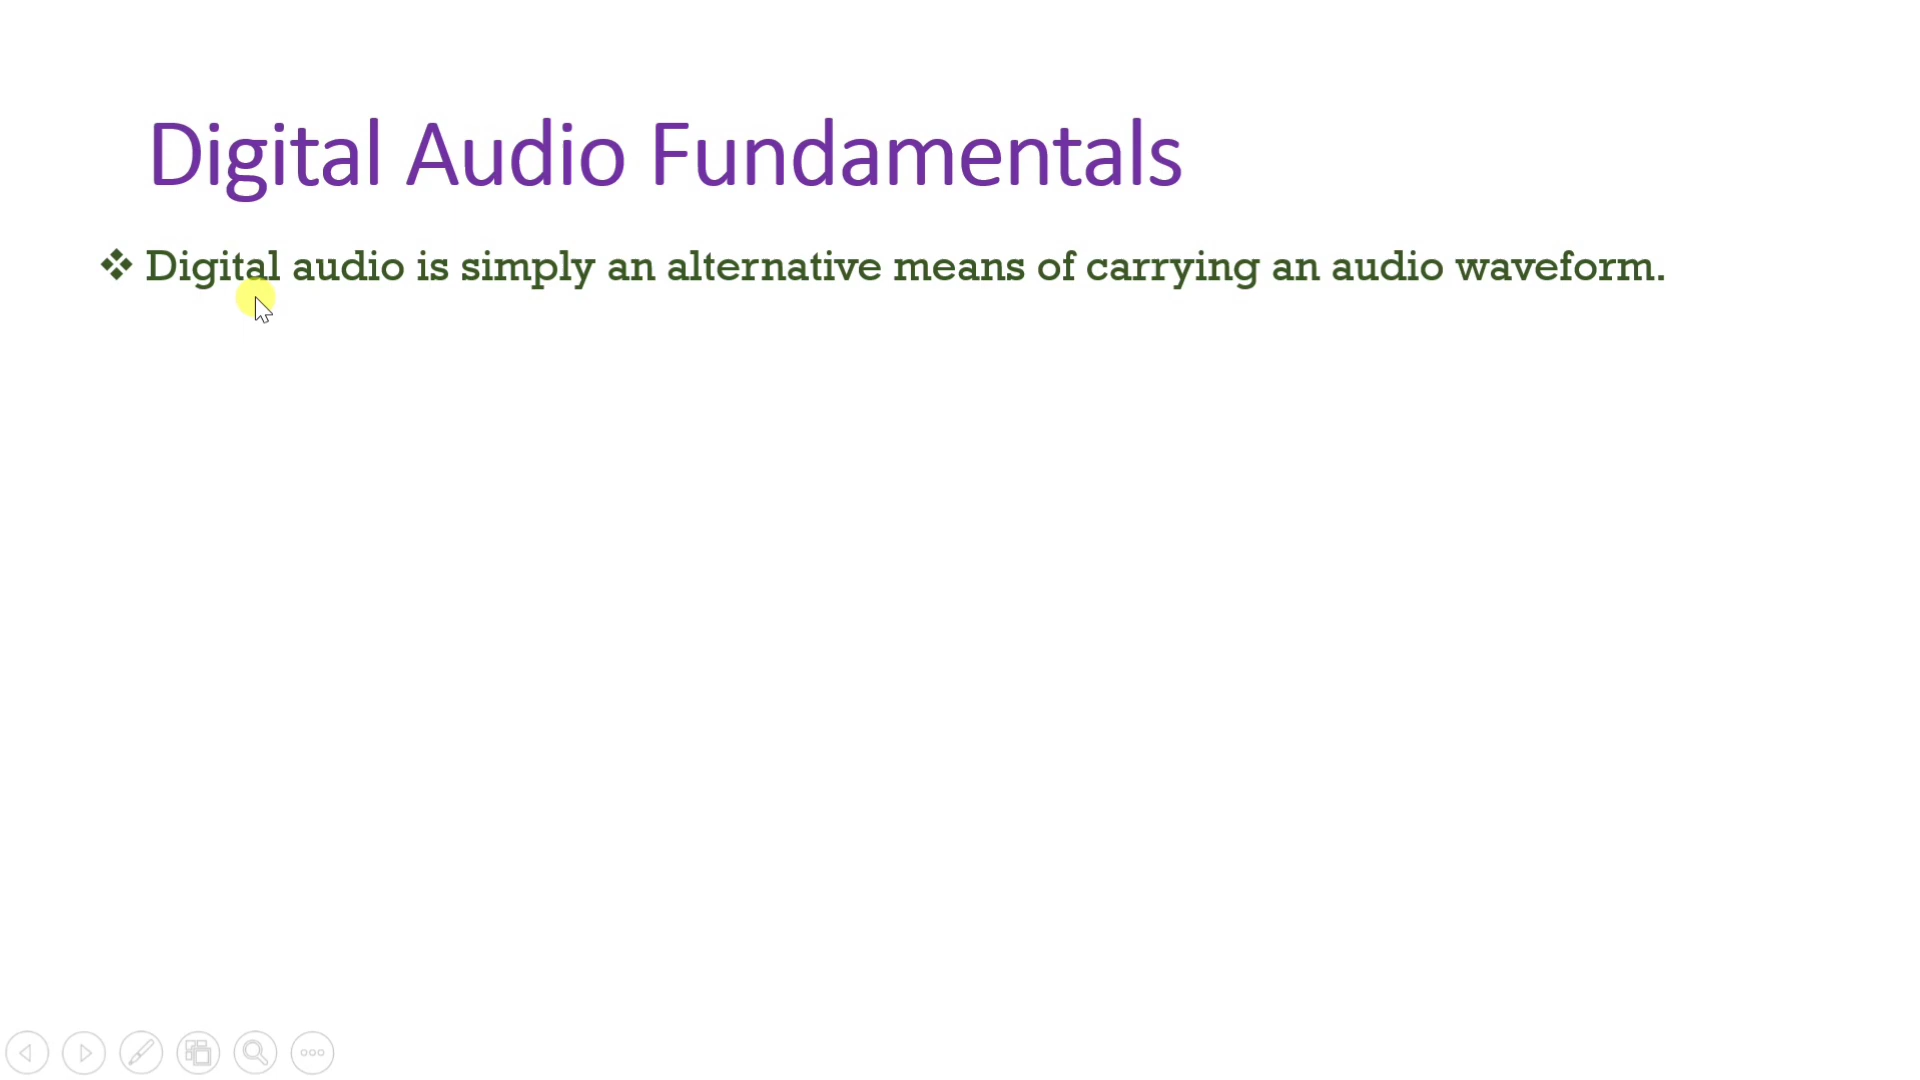 Digital Audio Fundamentals
❖ Digital audio is simply an alternative means of carrying an audio waveform.